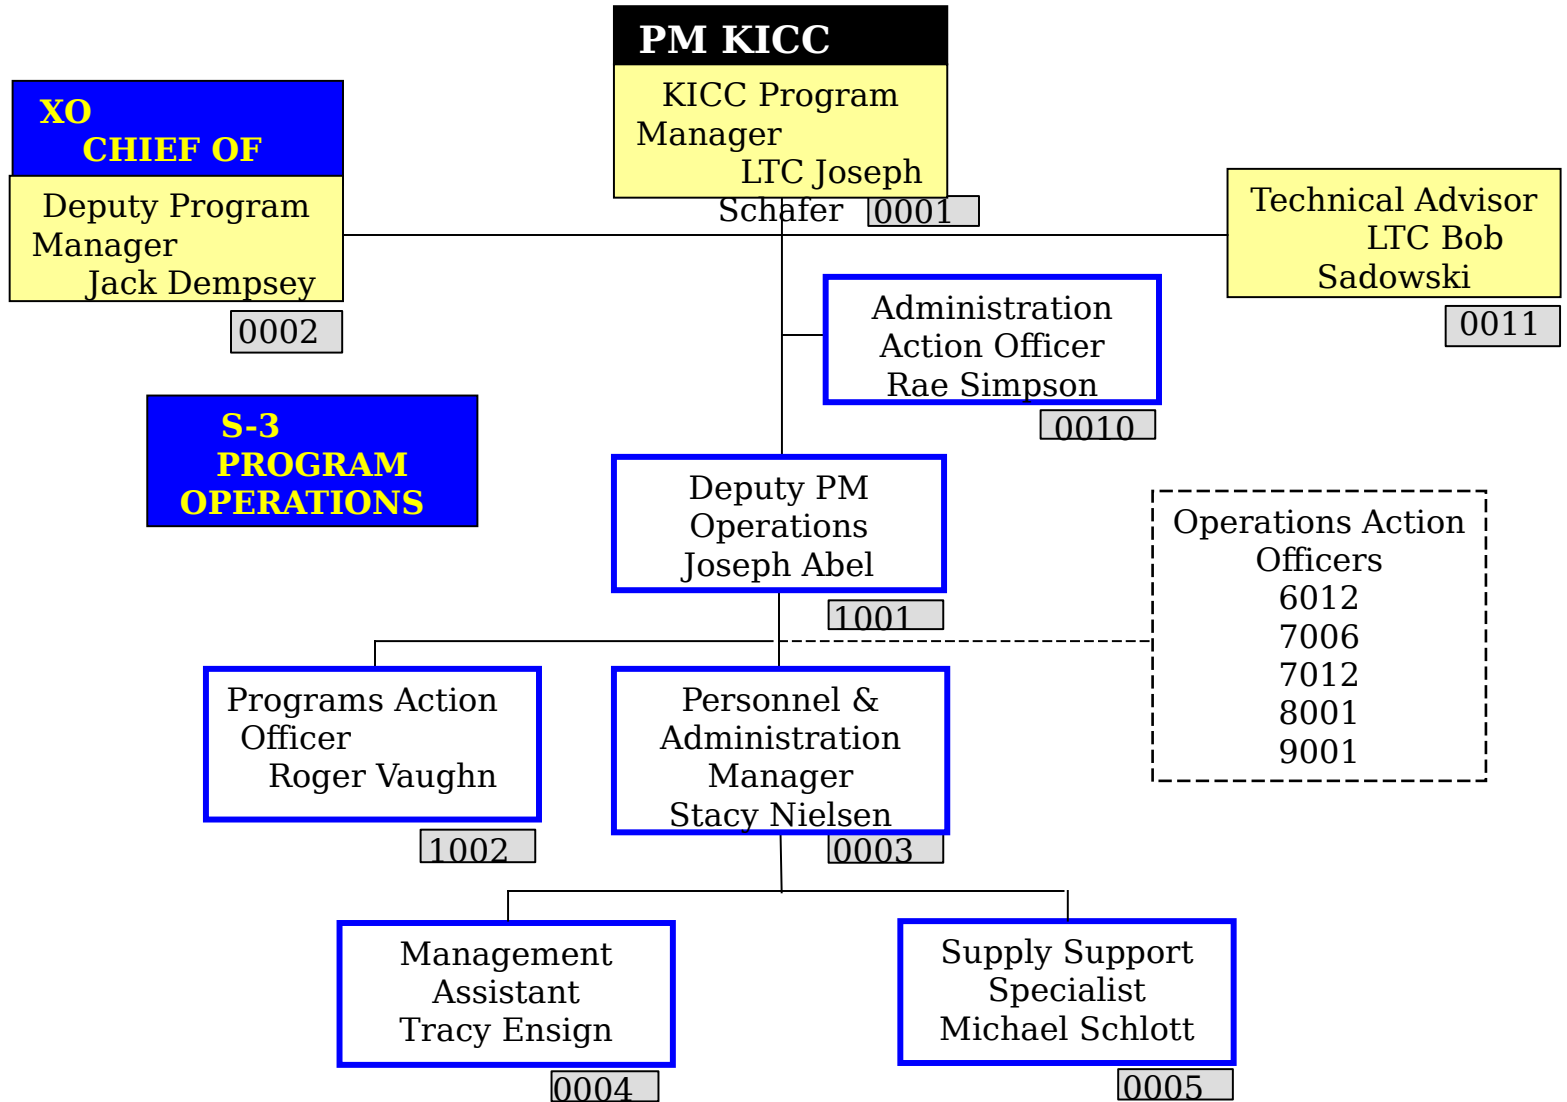 PM KICC
KICC Program
Manager
LTC Joseph
Schafer
0001
XO
CHIEF OF
Deputy Program
Manager
Jack Dempsey
0002
Technical Advisor
LTC Bob
Sadowski
0011
Administration
Action Officer
Rae Simpson
0010
S-3
PROGRAM
OPERATIONS
Deputy PM
Operations
Joseph Abel
1001
Operations Action
Officers
6012
7006
7012
8001
9001
Programs Action
Officer
Roger Vaughn
1002
Personnel &
Administration
Manager
Stacy Nielsen
0003
Management
Assistant
Tracy Ensign
0004
Supply Support
Specialist
Michael Schlott
0005